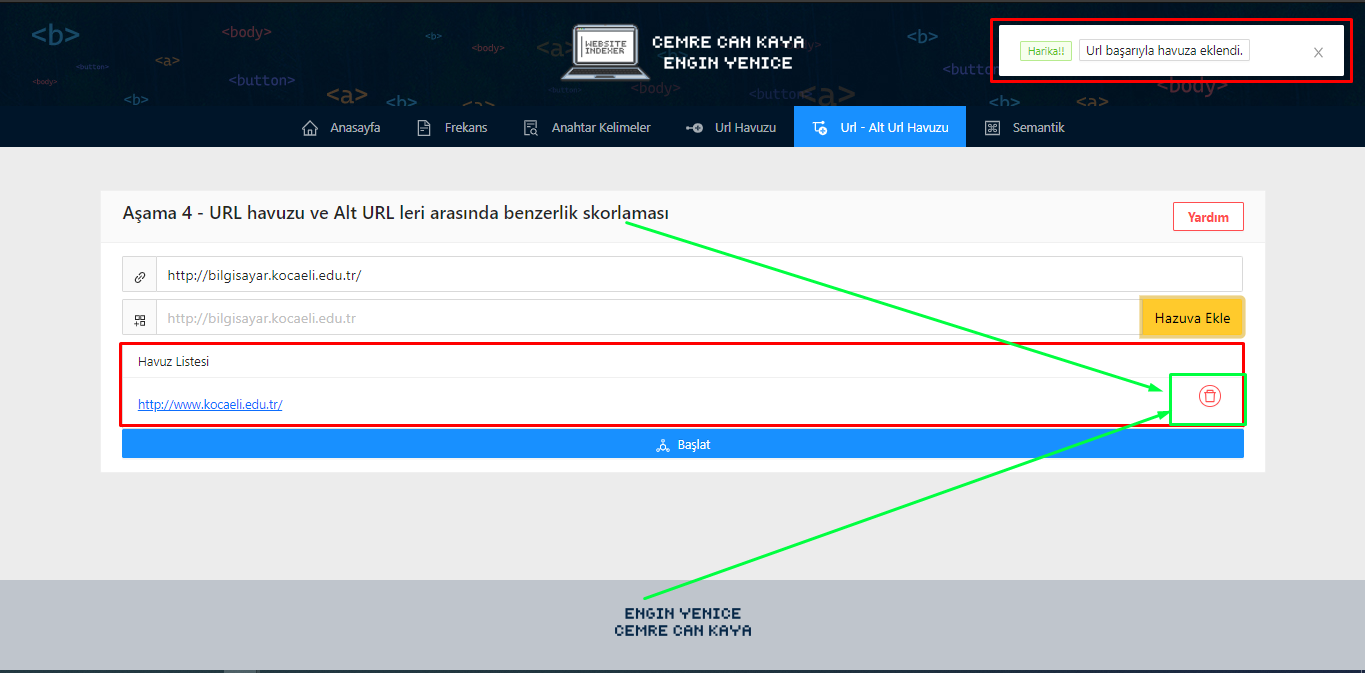 <b>
<body>
<b>
<body>
<a>
<button>
<body>
<a>
<button>
<b>
<a>
<b>
<a>
WEBSITE
INDEXER
CEMRE CAN KAYA
ENGIN YENICE
<button>
<body>
<button>
<a>
<b>
<body>
<b>
<a>
Harika!! Url başarıyla havuza eklendi.
Anasayfa Frekans Anahtar Kelimeler Url Havuzu Url - Alt Url Havuzu Semantik
Aşama 4 - URL havuzu ve Alt URL leri arasında benzerlik skorlaması
Yardım
http://bilgisayar.kocaeli.edu.tr/
http://bilgisayar.kocaeli.edu.tr
Hazuva Ekle
Havuz Listesi
http://www.kocaeli.edu.tr/
Başlat
ENGIN YENICE
CEMRE CAN KAYA